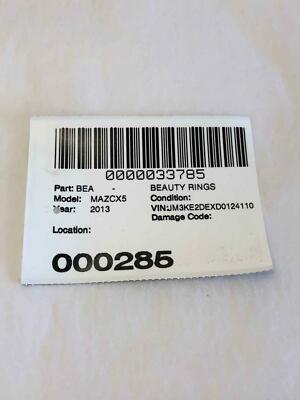 0000033785
Part: BEA - BEAUTY RINGS
Model: MAZCX5 Condition:
Year: 2013 VIN:JM3KE2DEXD0124110
Damage Code:
Location:
000285